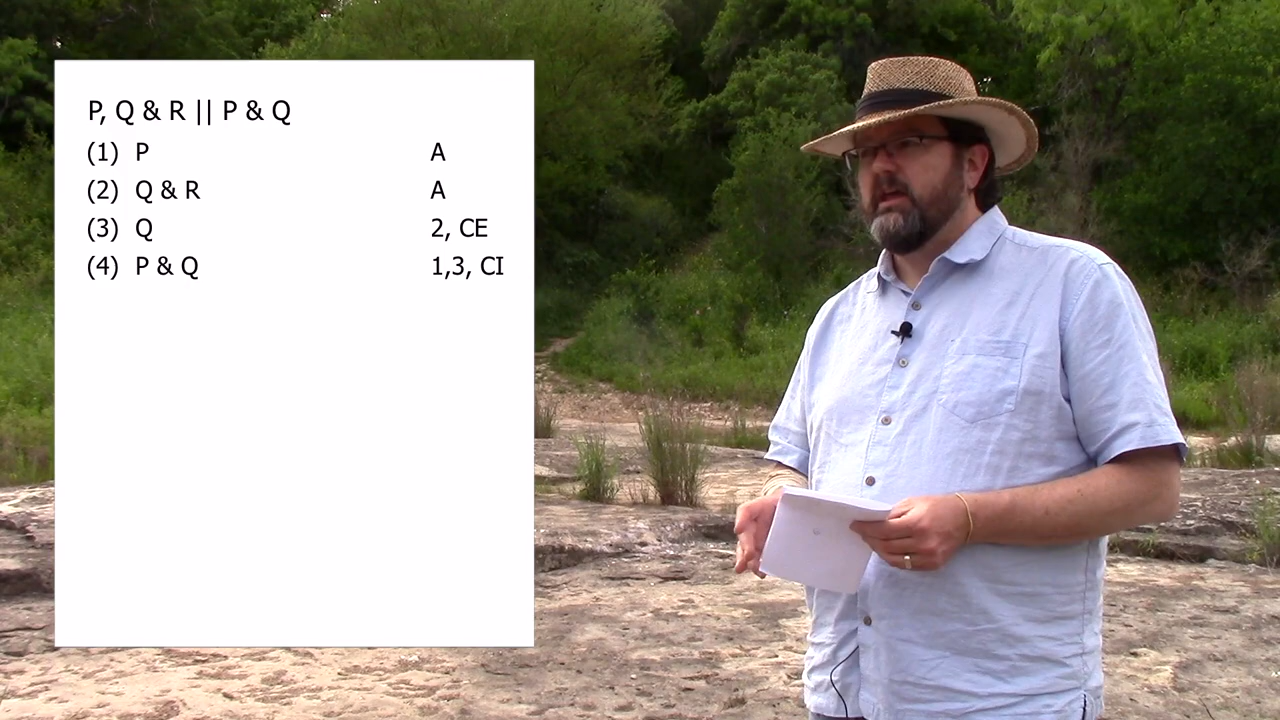 P, Q & R || P & Q
(1) P A
(2) Q & R A
(3) Q 2, CE
(4) P & Q 1,3, CI